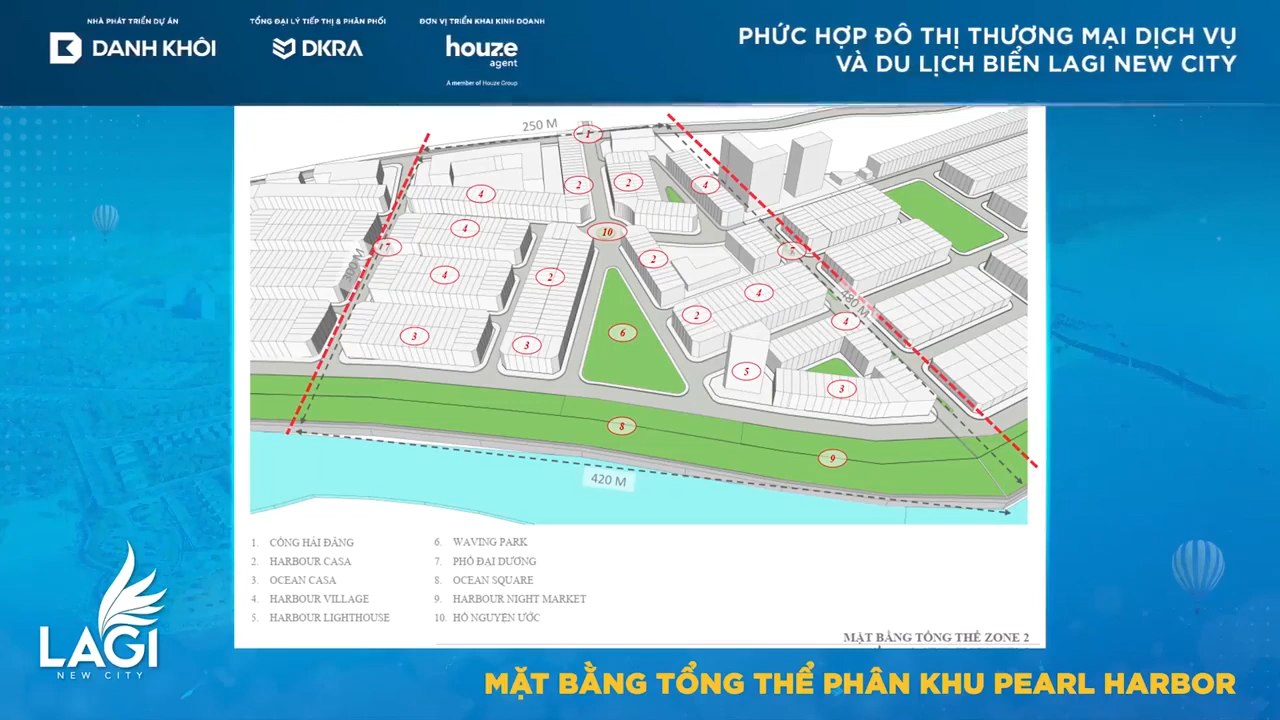 NHÀ PHÁT TRIỂN DỰ ÁN
DANH KHÔI
TỔNG ĐẠI LÝ TIẾP THỊ & PHÂN PHỐI
DKRA
ĐƠN VỊ TRIỂN KHAI KINH DOANH
houze
agent
A member of Houze Group
PHỨC HỢP ĐÔ THỊ THƯƠNG MẠI DỊCH VỤ
VÀ DU LỊCH BIỂN LAGI NEW CITY
250 M
1
2
2
4
4
4
7
10
2
7
4
2
4
2
4
480 M
3
3
6
5
3
8
9
420 M
1. CỔNG HẢI ĐĂNG
2. HARBOUR CASA
3. OCEAN CASA
4. HARBOUR VILLAGE
5. HARBOUR LIGHTHOUSE
6. WAVING PARK
7. PHỐ ĐẠI DƯƠNG
8. OCEAN SQUARE
9. HARBOUR NIGHT MARKET
10. HỒ NGUYỆN ƯỚC
MẶT BẰNG TỔNG THỂ ZONE 2
LAGI
NEW CITY
MẶT BẰNG TỔNG THỂ PHÂN KHU PEARL HARBOR